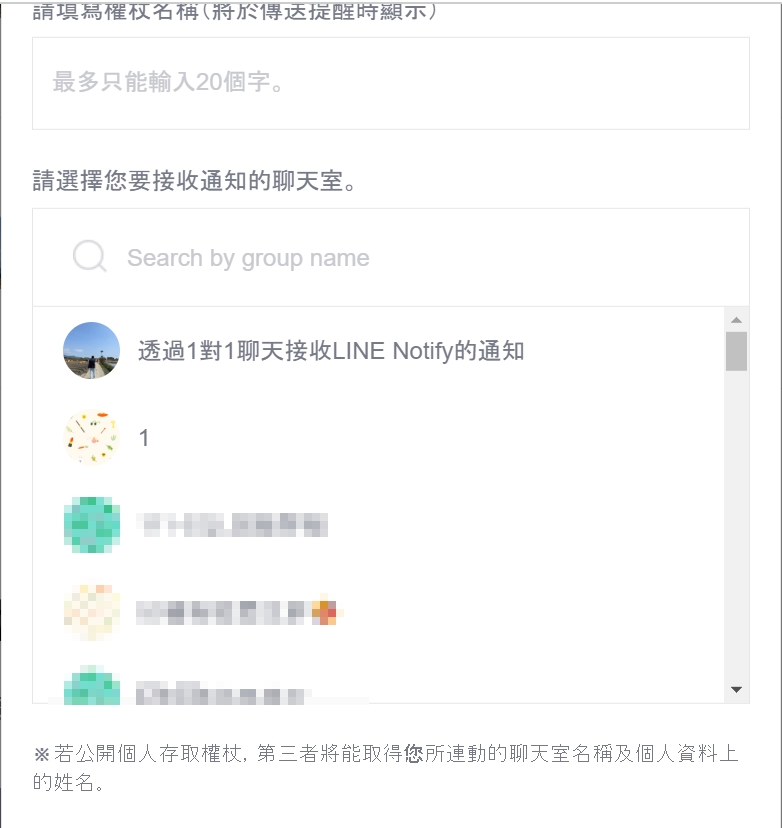 請填寫權杖名稱（將於傳送提醒時顯示）
最多只能輸入20個字。
請選擇您要接收通知的聊天室。
Search by group name
透過1對1聊天接收LINE Notify的通知
1
※若公開個人存取權杖，第三者將能取得您所連動的聊天室名稱及個人資料上
的姓名。